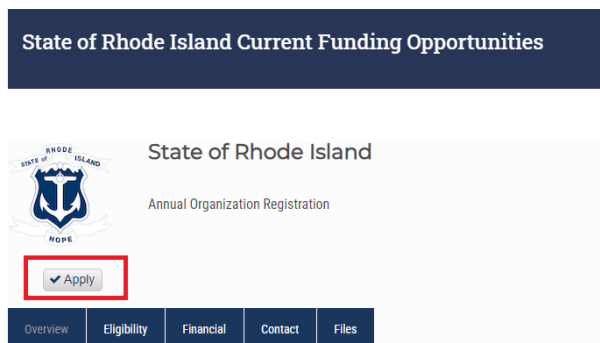 State of Rhode Island Current Funding Opportunities
RHODE
STATE of ISLAND
HOPE
State of Rhode Island
Annual Organization Registration
Apply
Overview Eligibility Financial Contact Files